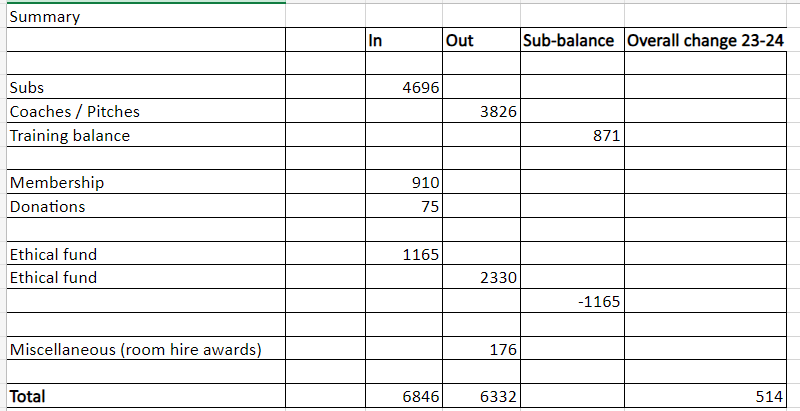 Summary
In Out Sub-balance Overall change 23-24
Subs 4696
Coaches / Pitches 3826
Training balance 871
Membership 910
Donations 75
Ethical fund 1165
Ethical fund 2330
-1165
Miscellaneous (room hire awards) 176
Total 6846 6332 514